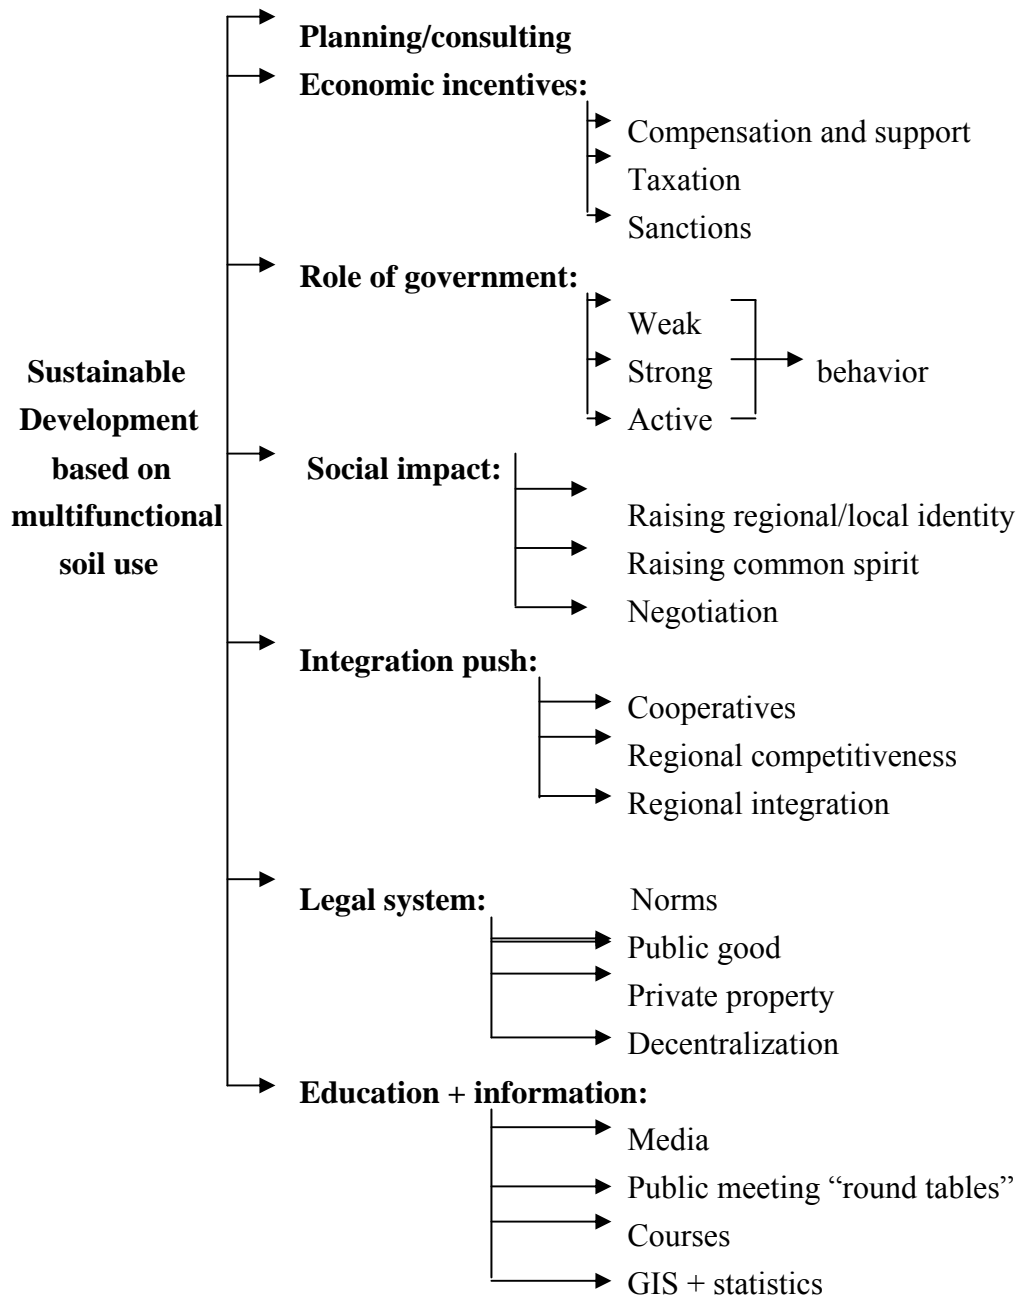 Planning/consulting
Economic incentives:
Compensation and support
Taxation
Sanctions
Role of government:
Weak
Strong
Active
behavior
Sustainable
Development
based on
multifunctional
soil use
Social impact:
Raising regional/local identity
Raising common spirit
Negotiation
Integration push:
Cooperatives
Regional competitiveness
Regional integration
Legal system:
Norms
Public good
Private property
Decentralization
Education + information:
Media
Public meeting “round tables”
Courses
GIS + statistics